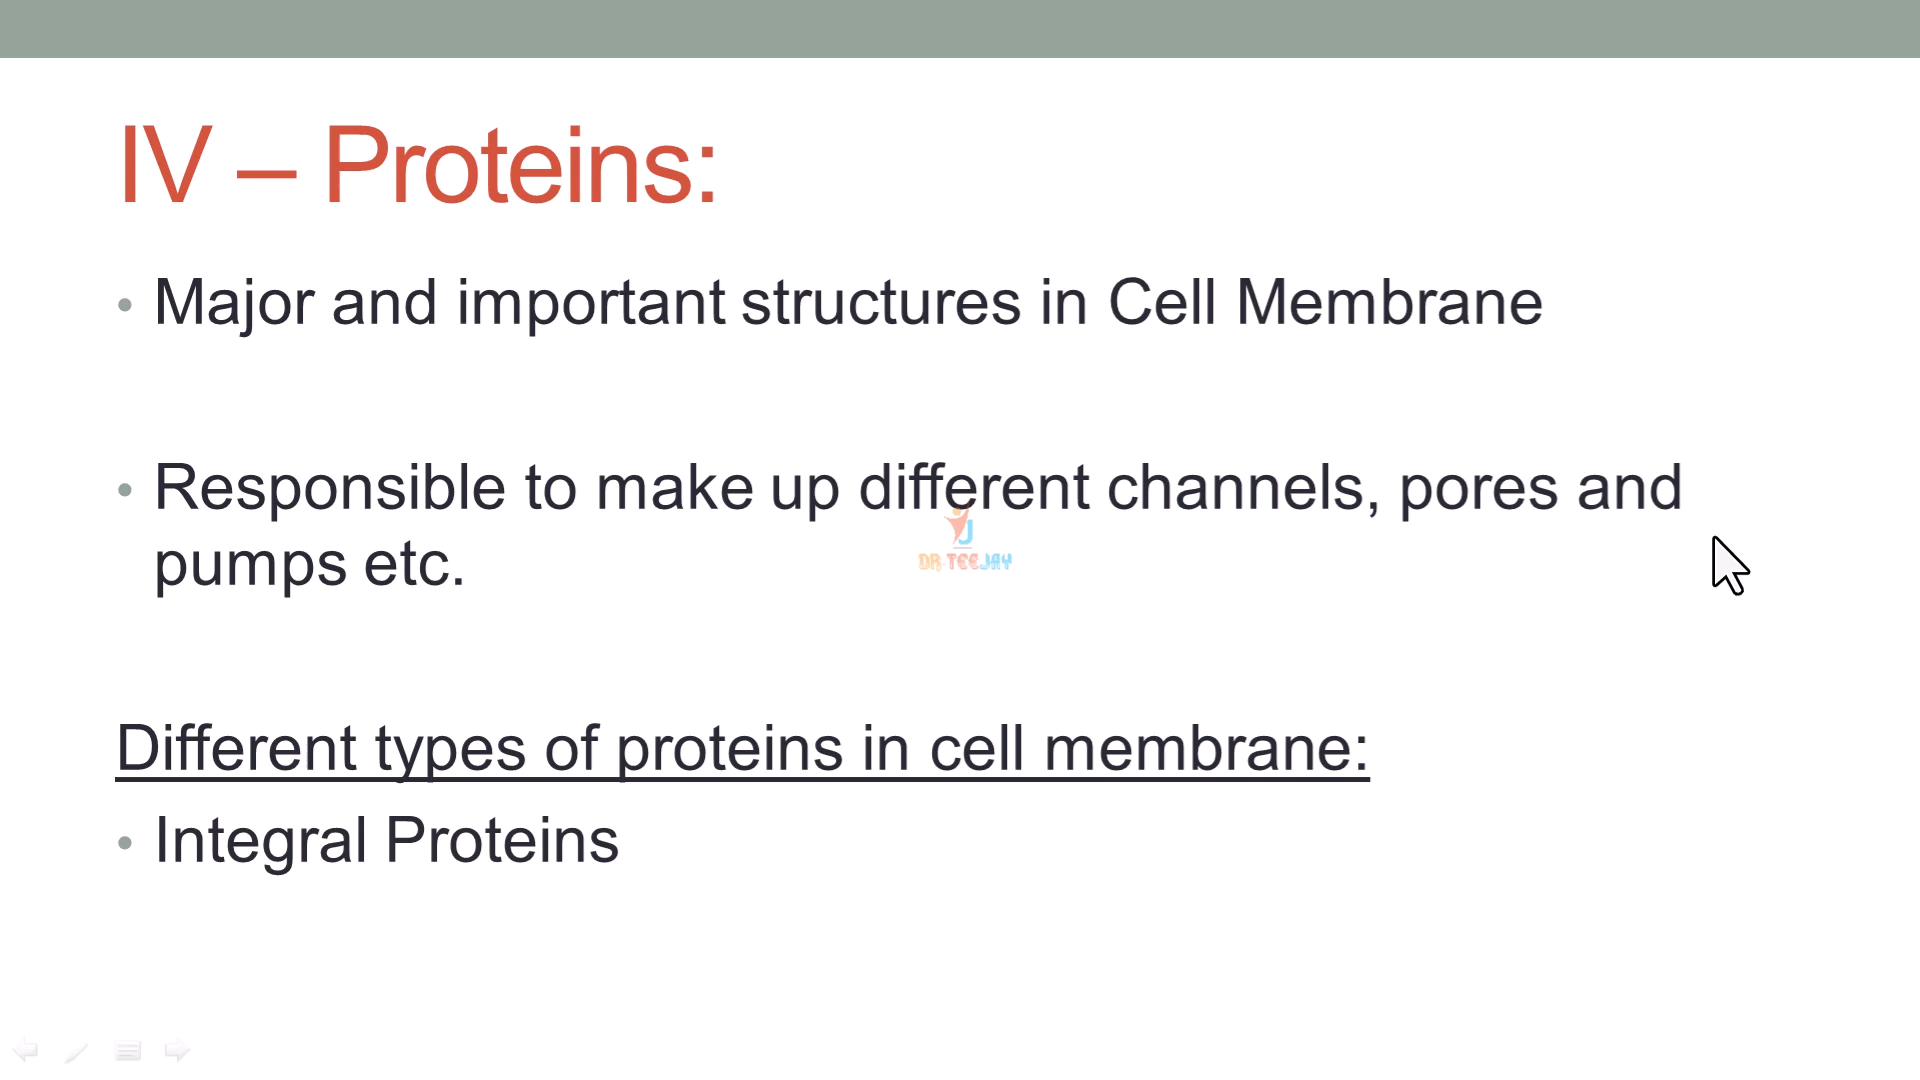 IV – Proteins:
• Major and important structures in Cell Membrane
• Responsible to make up different channels, pores and
pumps etc.
J
DR TEEJAY
Different types of proteins in cell membrane:
• Integral Proteins